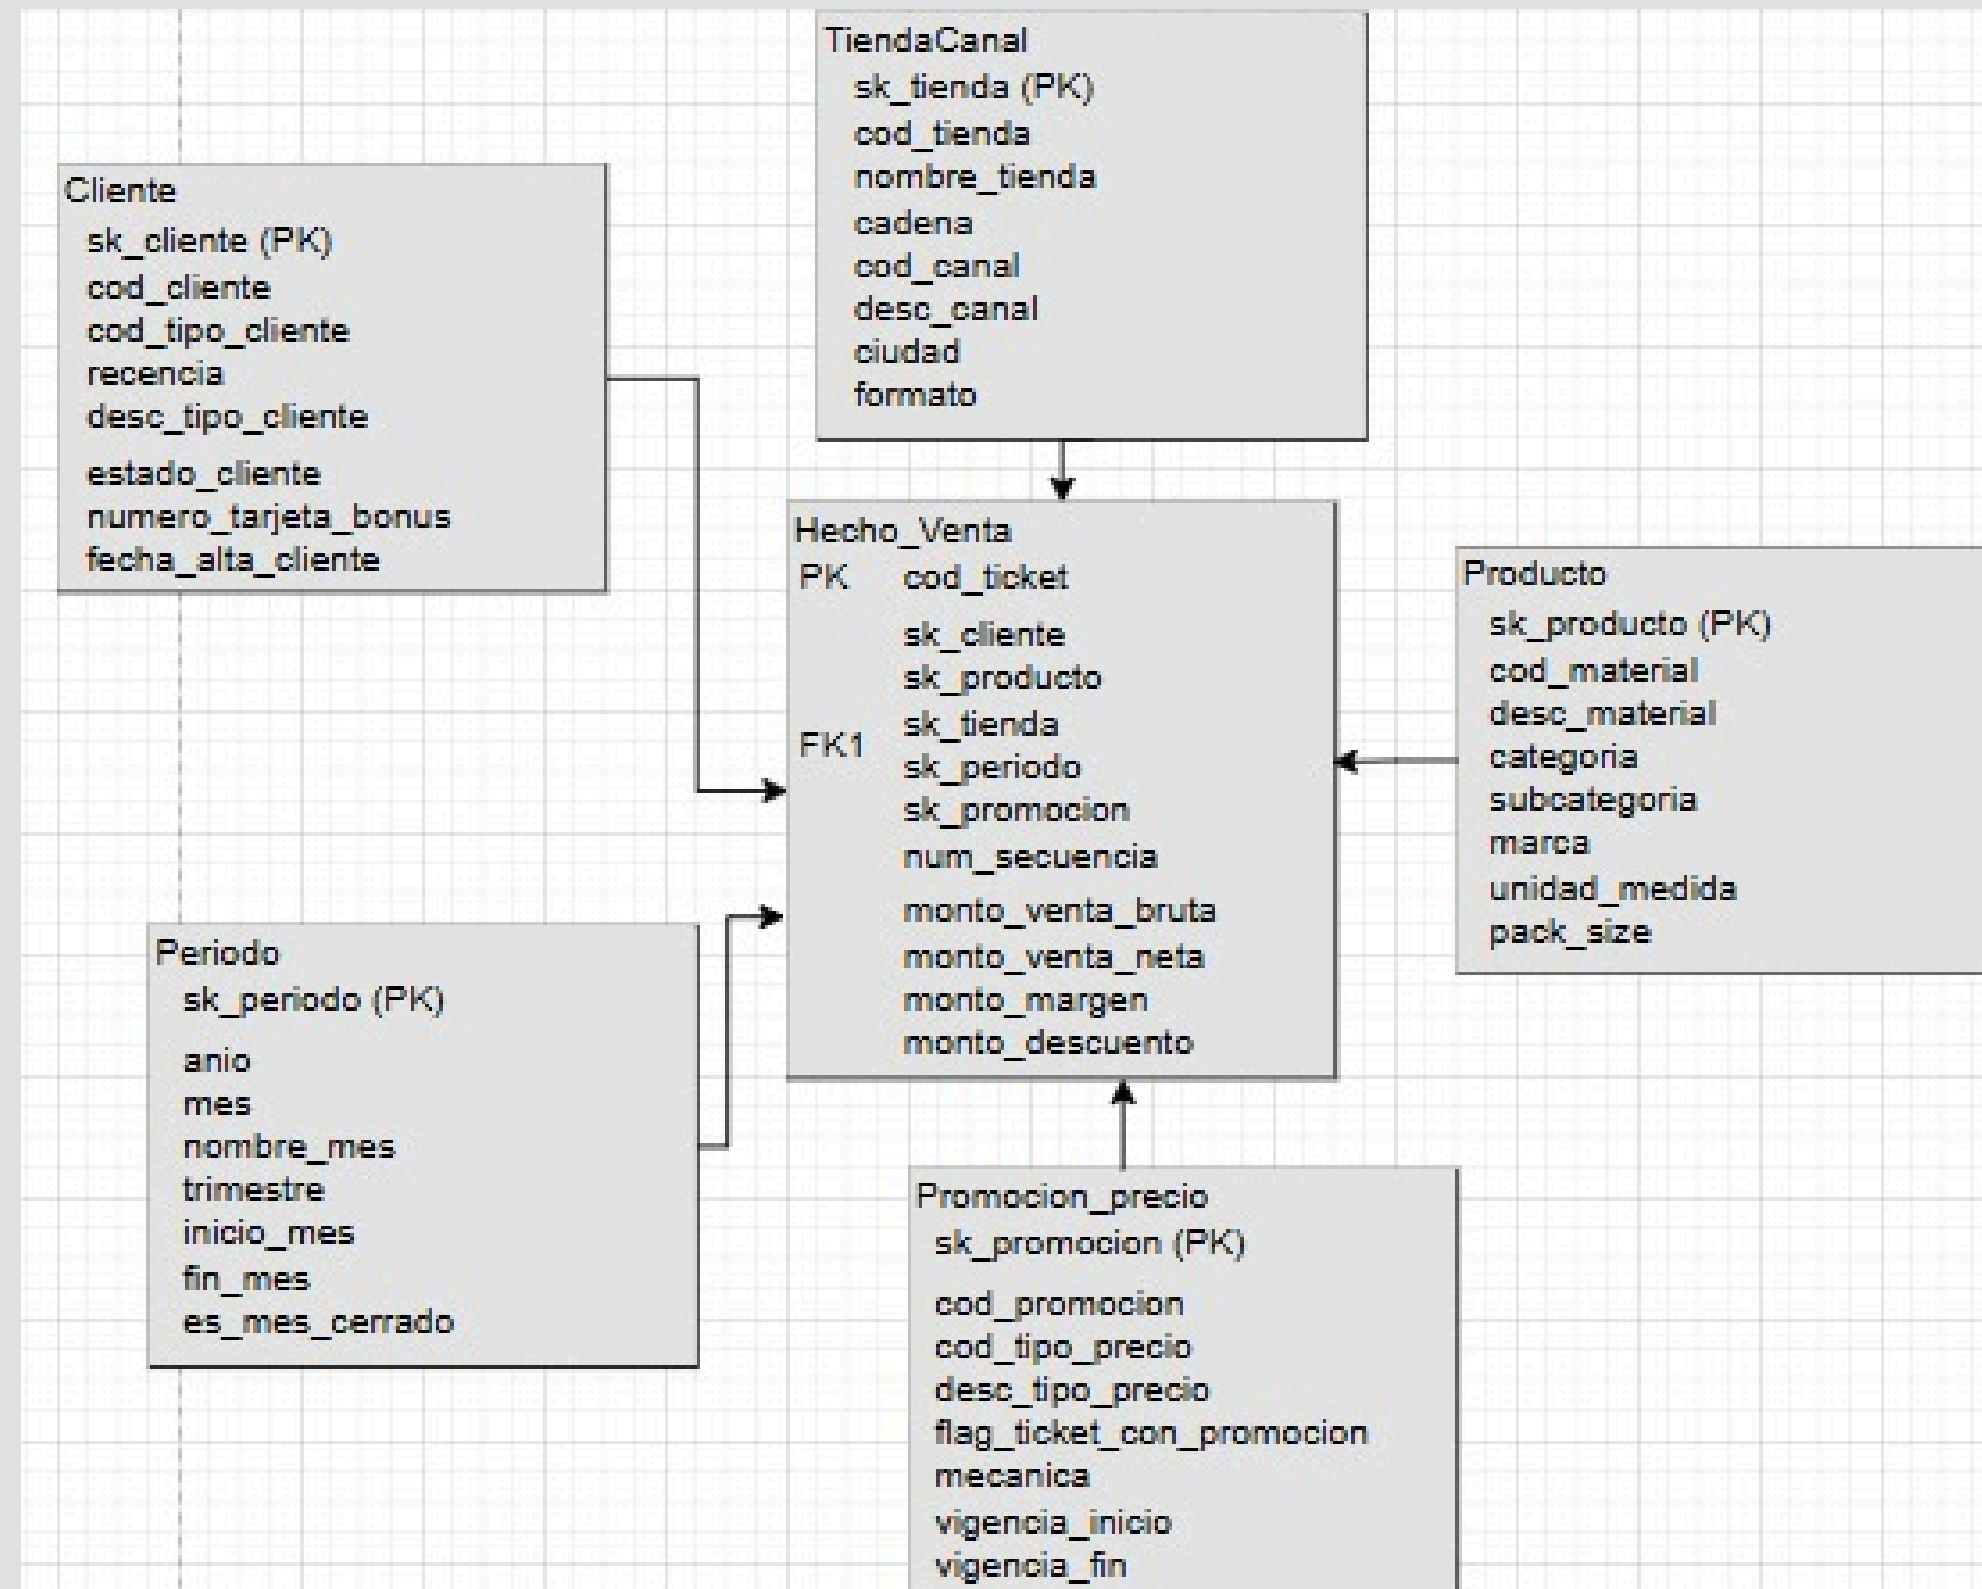 TiendaCanal
sk_tienda (PK)
cod_tienda
nombre_tienda
cadena
cod_canal
desc_canal
ciudad
formato
Cliente
sk_cliente (PK)
cod_cliente
cod_tipo_cliente
recencia
desc_tipo_cliente
estado_cliente
numero_tarjeta_bonus
fecha_alta_cliente
Hecho_Venta
PK cod_ticket
sk_cliente
sk_producto
sk_tienda
FK1
sk_periodo
sk_promocion
num_secuencia
monto_venta_bruta
monto_venta_neta
monto_margen
monto_descuento
Producto
sk_producto (PK)
cod_material
desc_material
categoria
subcategoria
marca
unidad_medida
pack_size
Periodo
sk_periodo (PK)
anio
mes
nombre_mes
trimestre
inicio_mes
fin_mes
es_mes_cerrado
Promocion_precio
sk_promocion (PK)
cod_promocion
cod_tipo_precio
desc_tipo_precio
flag_ticket_con_promocion
mecanica
vigencia_inicio
vigencia_fin